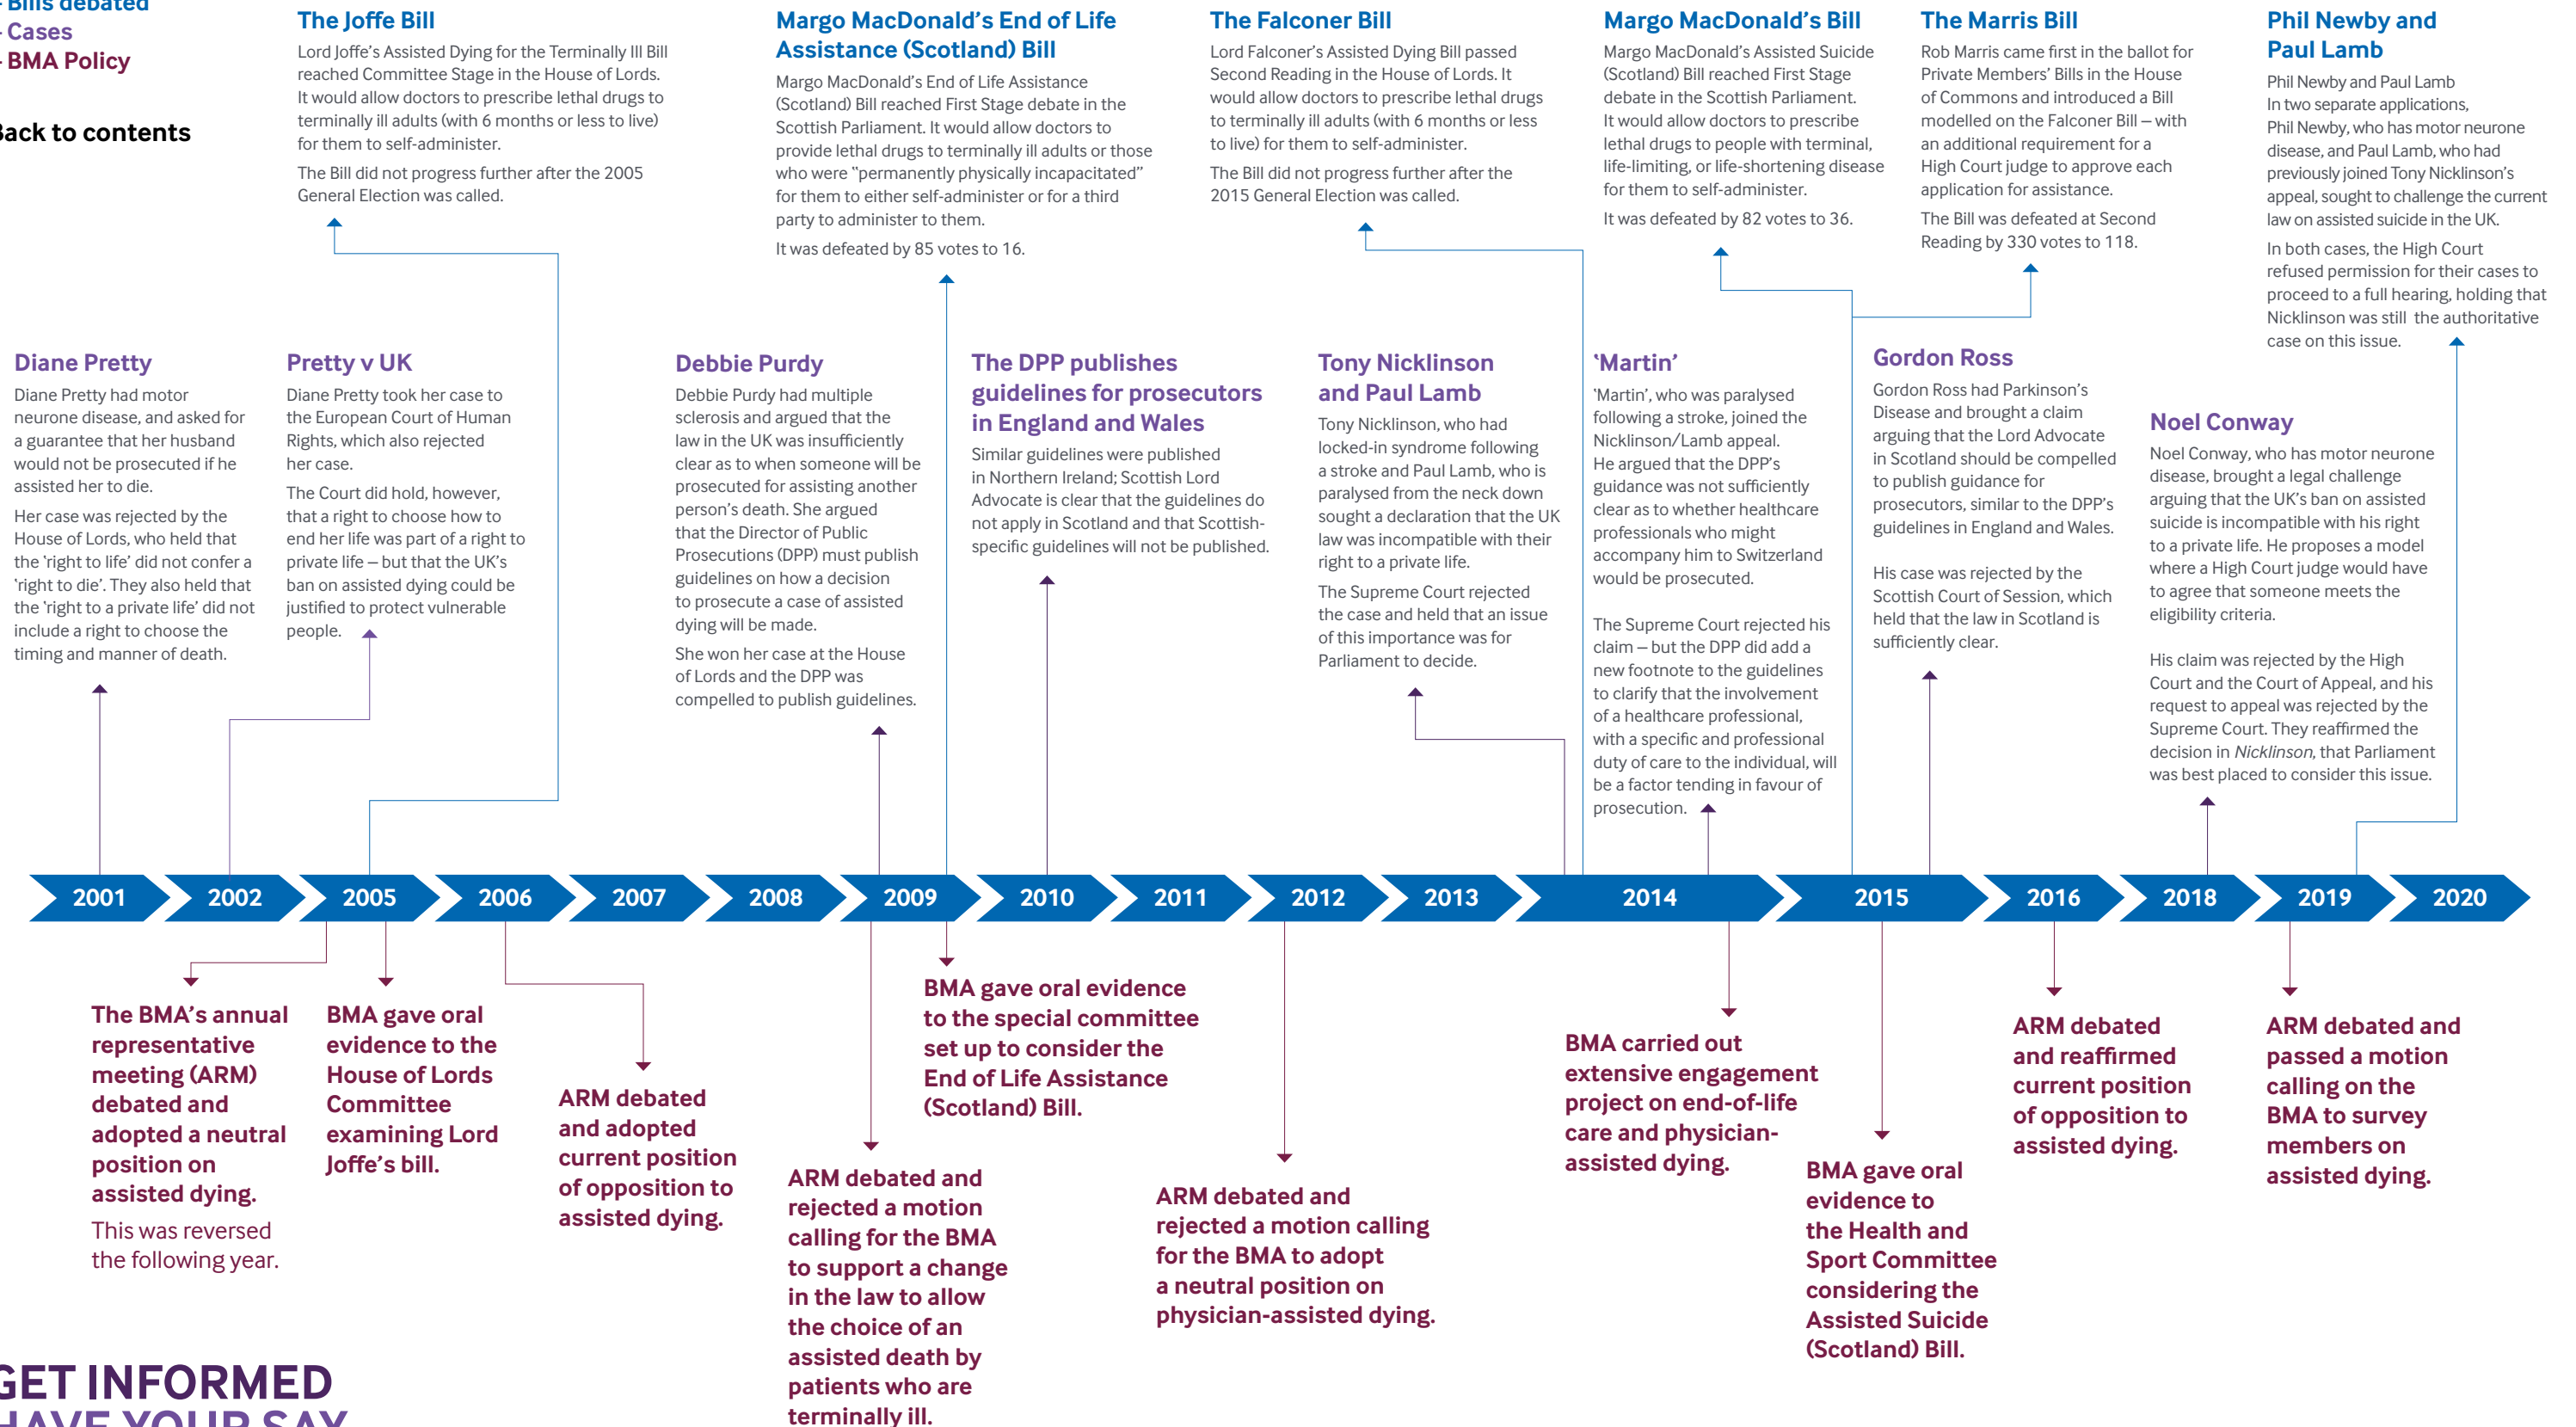 - Bills debated
- Cases
- BMA Policy
Back to contents
The Joffe Bill
Lord Joffe's Assisted Dying for the Terminally Ill Bill
reached Committee Stage in the House of Lords.
It would allow doctors to prescribe lethal drugs to
terminally ill adults (with 6 months or less to live)
for them to self-administer.
The Bill did not progress further after the 2005
General Election was called.
Margo MacDonald's End of Life
Assistance (Scotland) Bill
Margo MacDonald's End of Life Assistance
(Scotland) Bill reached First Stage debate in the
Scottish Parliament. It would allow doctors to
provide lethal drugs to terminally ill adults or those
who were "permanently physically incapacitated"
for them to either self-administer or for a third
party to administer to them.
It was defeated by 85 votes to 16.
The Falconer Bill
Lord Falconer's Assisted Dying Bill passed
Second Reading in the House of Lords. It
would allow doctors to prescribe lethal drugs
to terminally ill adults (with 6 months or less
to live) for them to self-administer.
The Bill did not progress further after the
2015 General Election was called.
Margo MacDonald's Bill
Margo MacDonald's Assisted Suicide
(Scotland) Bill reached First Stage
debate in the Scottish Parliament.
It would allow doctors to prescribe
lethal drugs to people with terminal,
life-limiting, or life-shortening disease
for them to self-administer.
It was defeated by 82 votes to 36.
The Marris Bill
Rob Marris came first in the ballot for
Private Members' Bills in the House
of Commons and introduced a Bill
modelled on the Falconer Bill – with
an additional requirement for a
High Court judge to approve each
application for assistance.
The Bill was defeated at Second
Reading by 330 votes to 118.
Phil Newby and
Paul Lamb
Phil Newby and Paul Lamb
In two separate applications,
Phil Newby, who has motor neurone
disease, and Paul Lamb, who had
previously joined Tony Nicklinson's
appeal, sought to challenge the current
law on assisted suicide in the UK.
In both cases, the High Court
refused permission for their cases to
proceed to a full hearing, holding that
Nicklinson was still the authoritative
case on this issue.
Diane Pretty
Diane Pretty had motor
neurone disease, and asked for
a guarantee that her husband
would not be prosecuted if he
assisted her to die.
Her case was rejected by the
House of Lords, who held that
the 'right to life' did not confer a
'right to die'. They also held that
the 'right to a private life' did not
include a right to choose the
timing and manner of death.
Pretty v UK
Diane Pretty took her case to
the European Court of Human
Rights, which also rejected
her case.
The Court did hold, however,
that a right to choose how to
end her life was part of a right to
private life – but that the UK's
ban on assisted dying could be
justified to protect vulnerable
people.
Debbie Purdy
Debbie Purdy had multiple
sclerosis and argued that the
law in the UK was insufficiently
clear as to when someone will be
prosecuted for assisting another
person's death. She argued
that the Director of Public
Prosecutions (DPP) must publish
guidelines on how a decision
to prosecute a case of assisted
dying will be made.
She won her case at the House
of Lords and the DPP was
compelled to publish guidelines.
The DPP publishes
guidelines for prosecutors
in England and Wales
Similar guidelines were published
in Northern Ireland; Scottish Lord
Advocate is clear that the guidelines do
not apply in Scotland and that Scottish-
specific guidelines will not be published.
Tony Nicklinson
and Paul Lamb
Tony Nicklinson, who had
locked-in syndrome following
a stroke and Paul Lamb, who is
paralysed from the neck down
sought a declaration that the UK
law was incompatible with their
right to a private life.
The Supreme Court rejected
the case and held that an issue
of this importance was for
Parliament to decide.
'Martin'
'Martin', who was paralysed
following a stroke, joined the
Nicklinson/Lamb appeal.
He argued that the DPP's
guidance was not sufficiently
clear as to whether healthcare
professionals who might
accompany him to Switzerland
would be prosecuted.
The Supreme Court rejected his
claim – but the DPP did add a
new footnote to the guidelines
to clarify that the involvement
of a healthcare professional,
with a specific and professional
duty of care to the individual, will
be a factor tending in favour of
prosecution.
Gordon Ross
Gordon Ross had Parkinson's
Disease and brought a claim
arguing that the Lord Advocate
in Scotland should be compelled
to publish guidance for
prosecutors, similar to the DPP's
guidelines in England and Wales.
His case was rejected by the
Scottish Court of Session, which
held that the law in Scotland is
sufficiently clear.
Noel Conway
Noel Conway, who has motor neurone
disease, brought a legal challenge
arguing that the UK's ban on assisted
suicide is incompatible with his right
to a private life. He proposes a model
where a High Court judge would have
to agree that someone meets the
eligibility criteria.
His claim was rejected by the High
Court and the Court of Appeal, and his
request to appeal was rejected by the
Supreme Court. They reaffirmed the
decision in Nicklinson, that Parliament
was best placed to consider this issue.
2001 2002 2005 2006 2007 2008 2009 2010 2011 2012 2013 2014 2015 2016 2018 2019 2020
The BMA's annual
representative
meeting (ARM)
debated and
adopted a neutral
position on
assisted dying.
This was reversed
the following year.
BMA gave oral
evidence to the
House of Lords
Committee
examining Lord
Joffe's bill.
ARM debated
and adopted
current position
of opposition to
assisted dying.
ARM debated and
rejected a motion
calling for the BMA
to support a change
in the law to allow
the choice of an
assisted death by
patients who are
terminally ill.
BMA gave oral evidence
to the special committee
set up to consider the
End of Life Assistance
(Scotland) Bill.
ARM debated and
rejected a motion calling
for the BMA to adopt
a neutral position on
physician-assisted dying.
BMA carried out
extensive engagement
project on end-of-life
care and physician-
assisted dying.
BMA gave oral
evidence to
the Health and
Sport Committee
considering the
Assisted Suicide
(Scotland) Bill.
ARM debated
and reaffirmed
current position
of opposition to
assisted dying.
ARM debated and
passed a motion
calling on the
BMA to survey
members on
assisted dying.
GET INFORMED
HAVE YOUR SAY